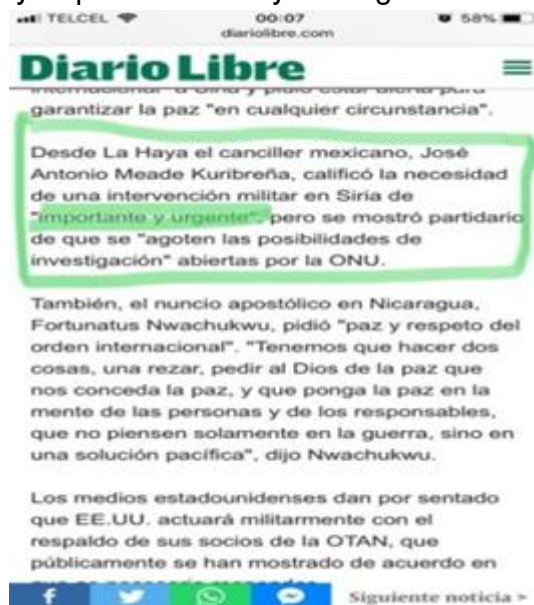 TELCEL 00:07 58%
diariolibre.com
Diario Libre
garantizar la paz "en cualquier circunstancia".
Desde La Haya el canciller mexicano, José
Antonio Meade Kuribreña, calificó la necesidad
de una intervención militar en Siria de
"importante y urgente", pero se mostró partidario
de que se "agoten las posibilidades de
investigación" abiertas por la ONU.
También, el nuncio apostólico en Nicaragua,
Fortunatus Nwachukwu, pidió "paz y respeto del
orden internacional". "Tenemos que hacer dos
cosas, una rezar, pedir al Dios de la paz que
nos conceda la paz, y que ponga la paz en la
mente de las personas y de los responsables,
que no piensen solamente en la guerra, sino en
una solución pacífica", dijo Nwachukwu.
Los medios estadounidenses dan por sentado
que EE.UU. actuará militarmente con el
respaldo de sus socios de la OTAN, que
públicamente se han mostrado de acuerdo en
Siguiente noticia >